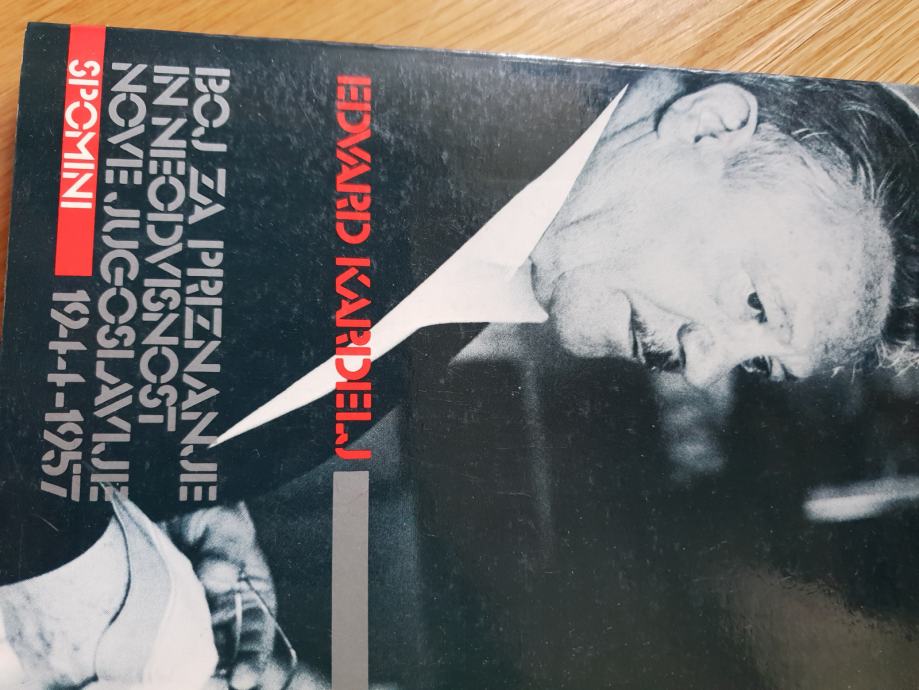 EDVARD KARDELJ
BOJ ZA PRIZNANJE
IN NEODVISNOST
NOVE JUGOSLAVIJE
SPOMINI 1944-1957